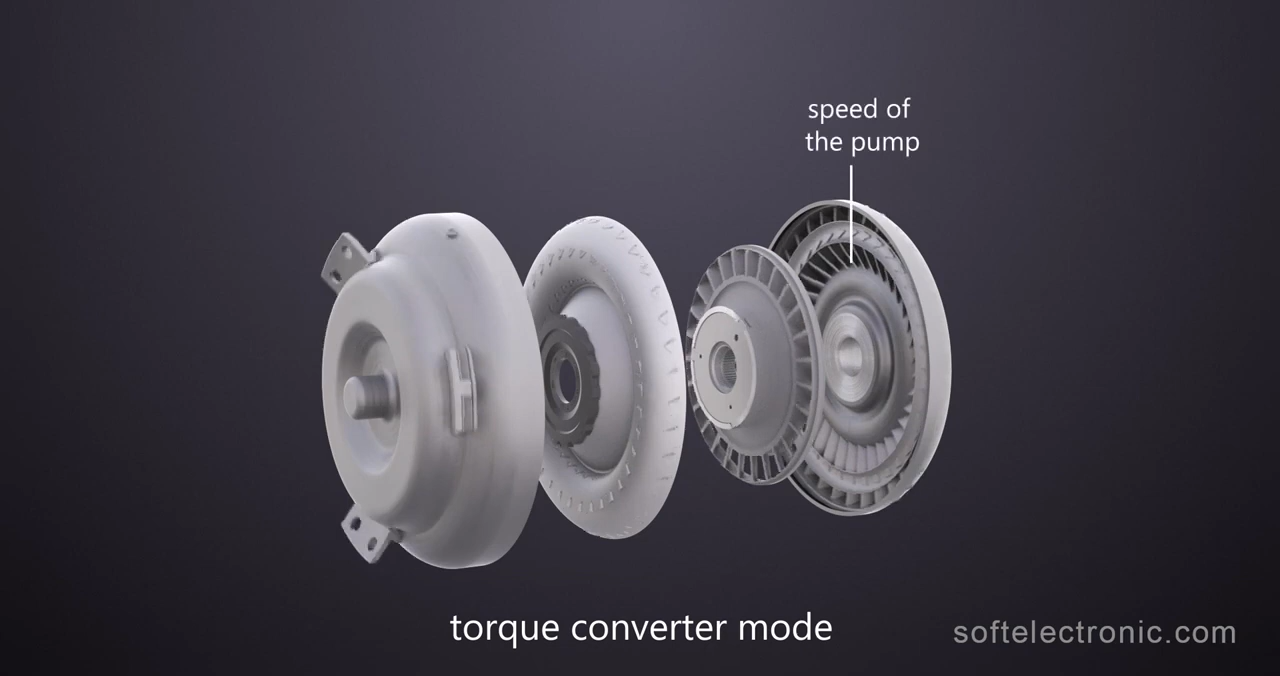 speed of
the pump
torque converter mode
softelectronic.com